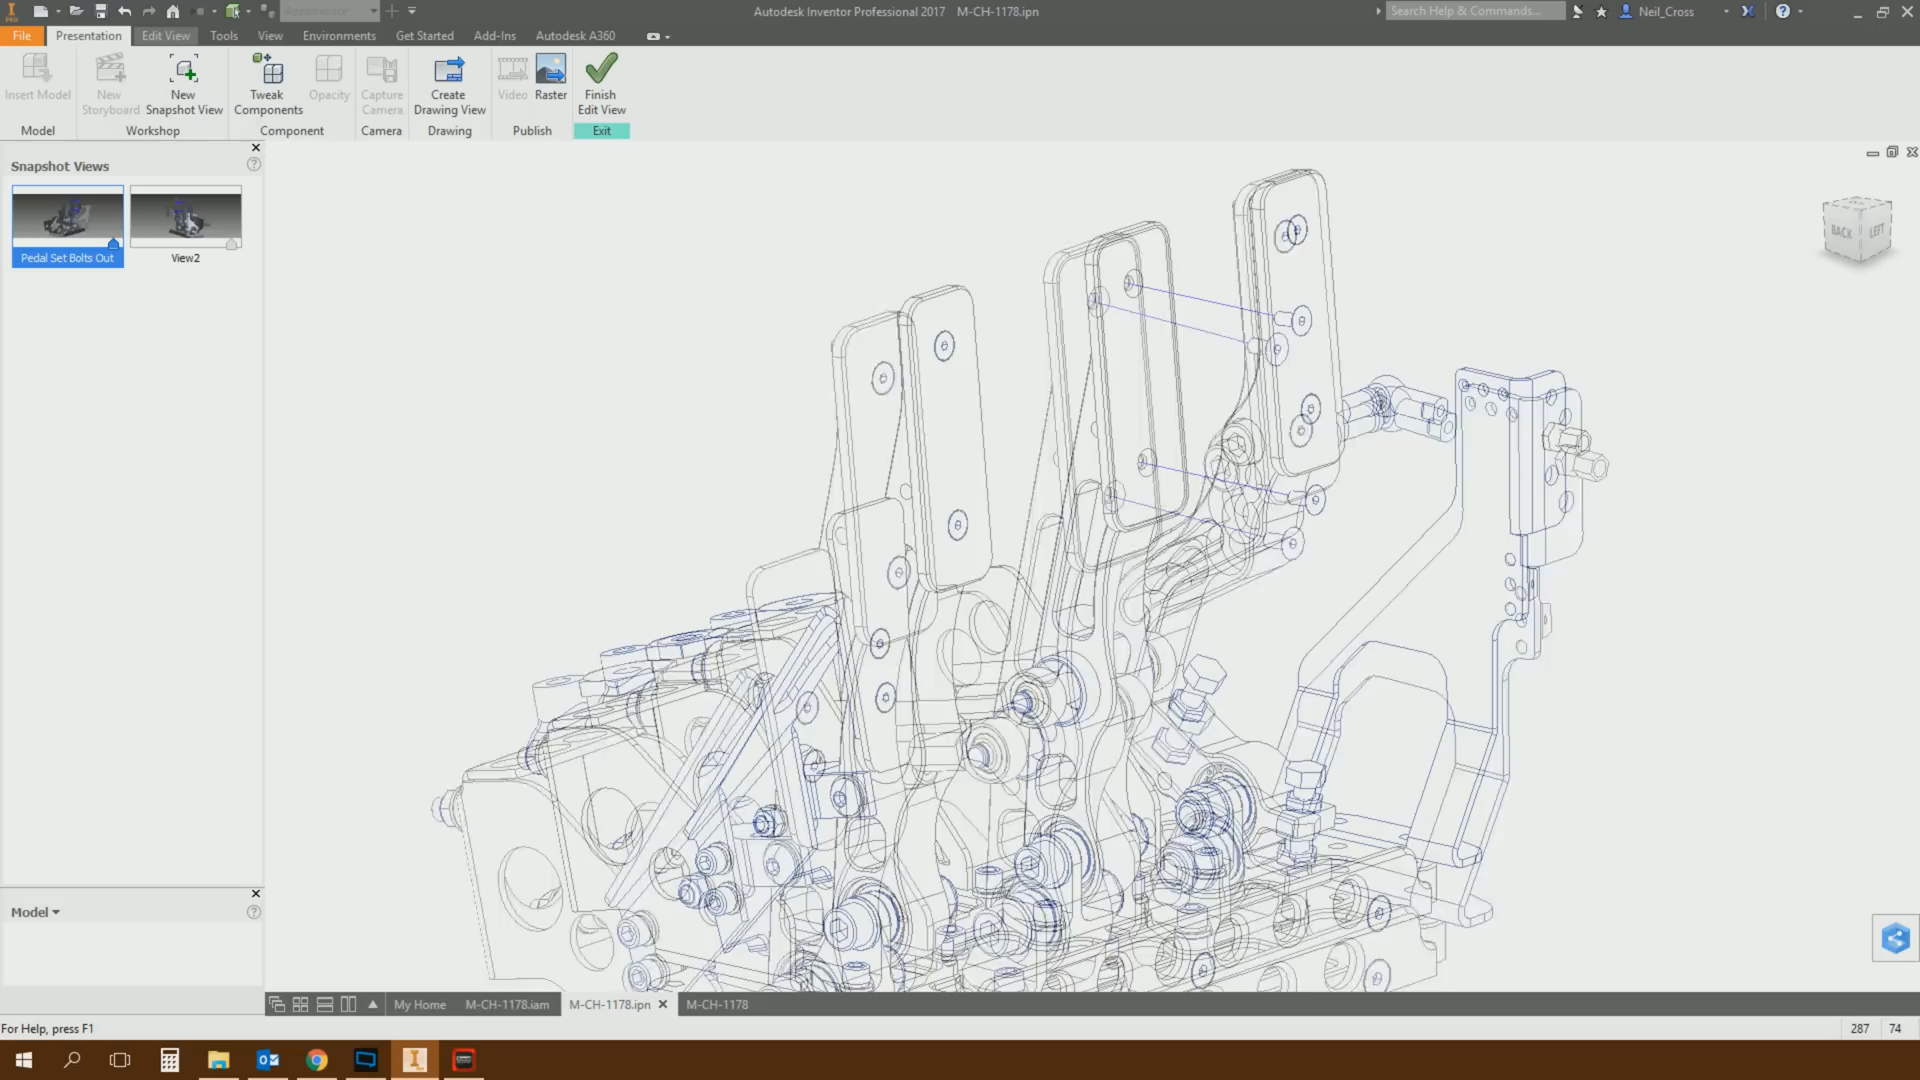 PRO
Appearance
Autodesk Inventor Professional 2017 M-CH-1178.ipn
Search Help & Commands...
Neil_Cross
File Presentation Edit View Tools View Environments Get Started Add-Ins Autodesk A360
Insert Model
New Storyboard
New Snapshot View
Tweak Components
Opacity
Capture Camera
Create Drawing View
Video
Raster
Finish Edit View
Model Workshop Component Camera Drawing Publish Exit
Snapshot Views
Pedal Set Bolts Out
View2
BACK LEFT
Model
My Home M-CH-1178.iam M-CH-1178.ipn M-CH-1178
For Help, press F1
287 74